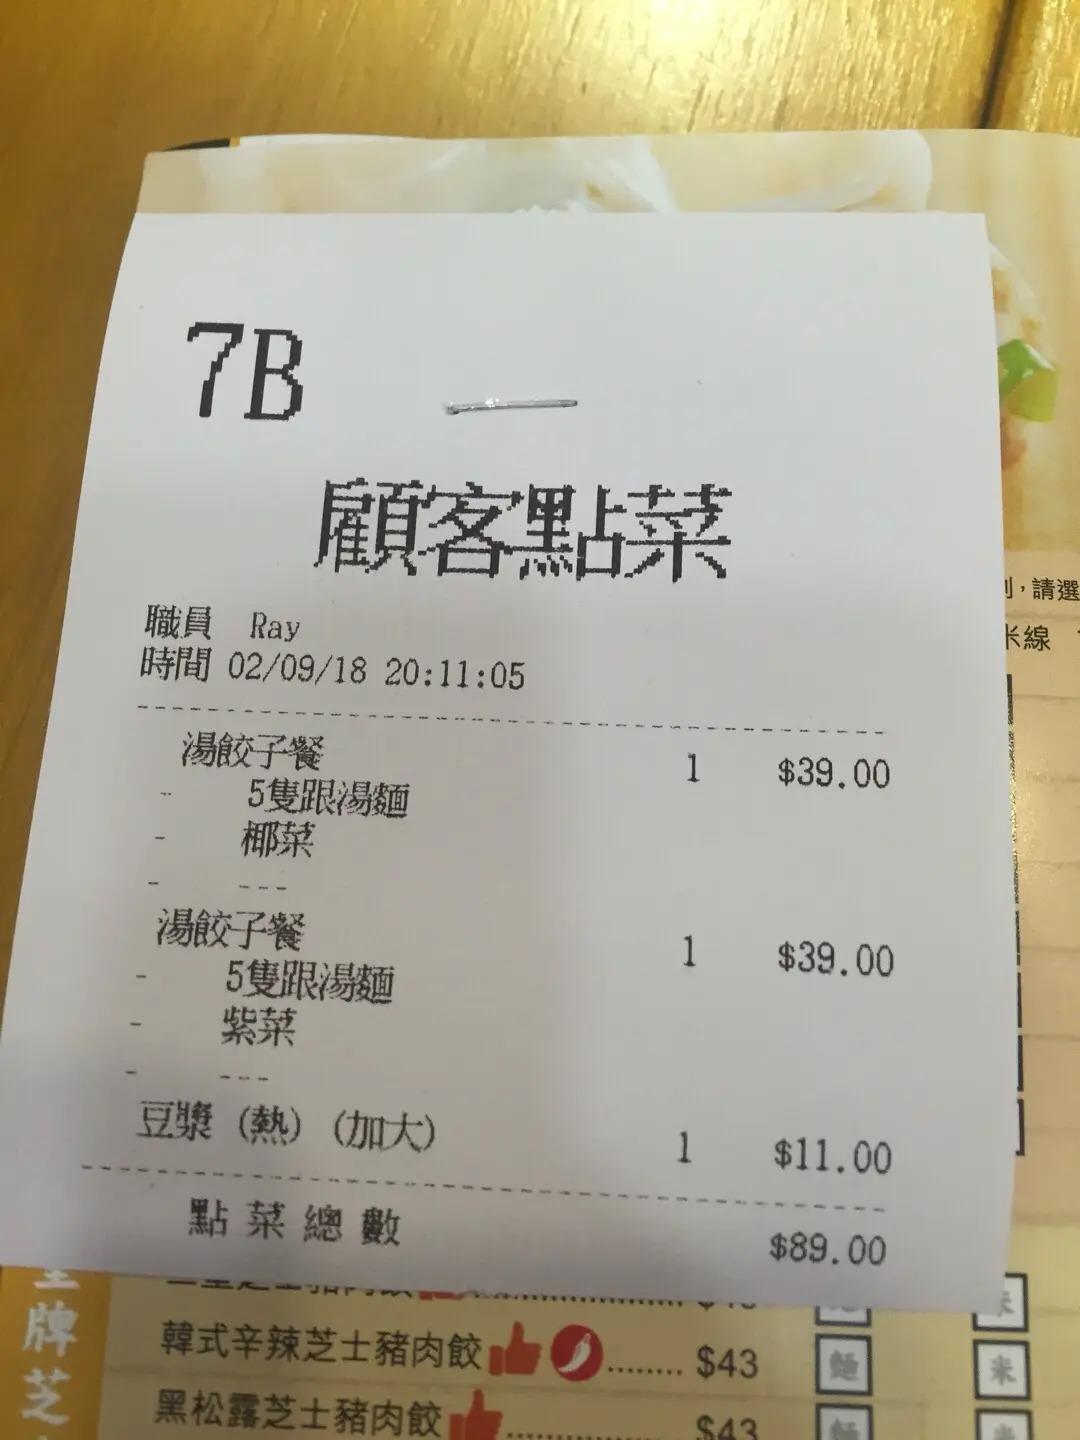 7B
顧客點菜
職員 Ray
時間 02/09/18 20:11:05
湯餃子餐 1 $39.00
- 5隻跟湯麵
- 椰菜
- ---
湯餃子餐 1 $39.00
- 5隻跟湯麵
- 紫菜
- ---
豆漿 (熱) (加大) 1 $11.00
點菜總數 $89.00
，請選
米線
牌芝
韓式辛辣芝士豬肉餃........ $43 麵 米
黑松露芝士豬肉餃 $43